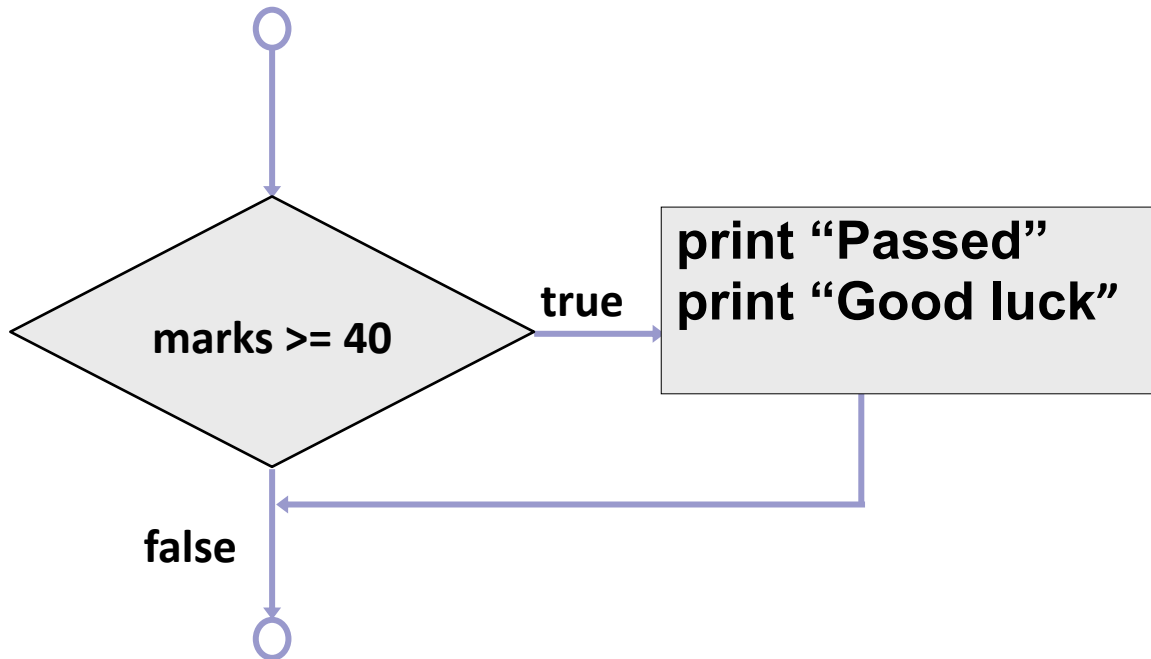 marks >= 40
true
print “Passed”
print “Good luck”
false